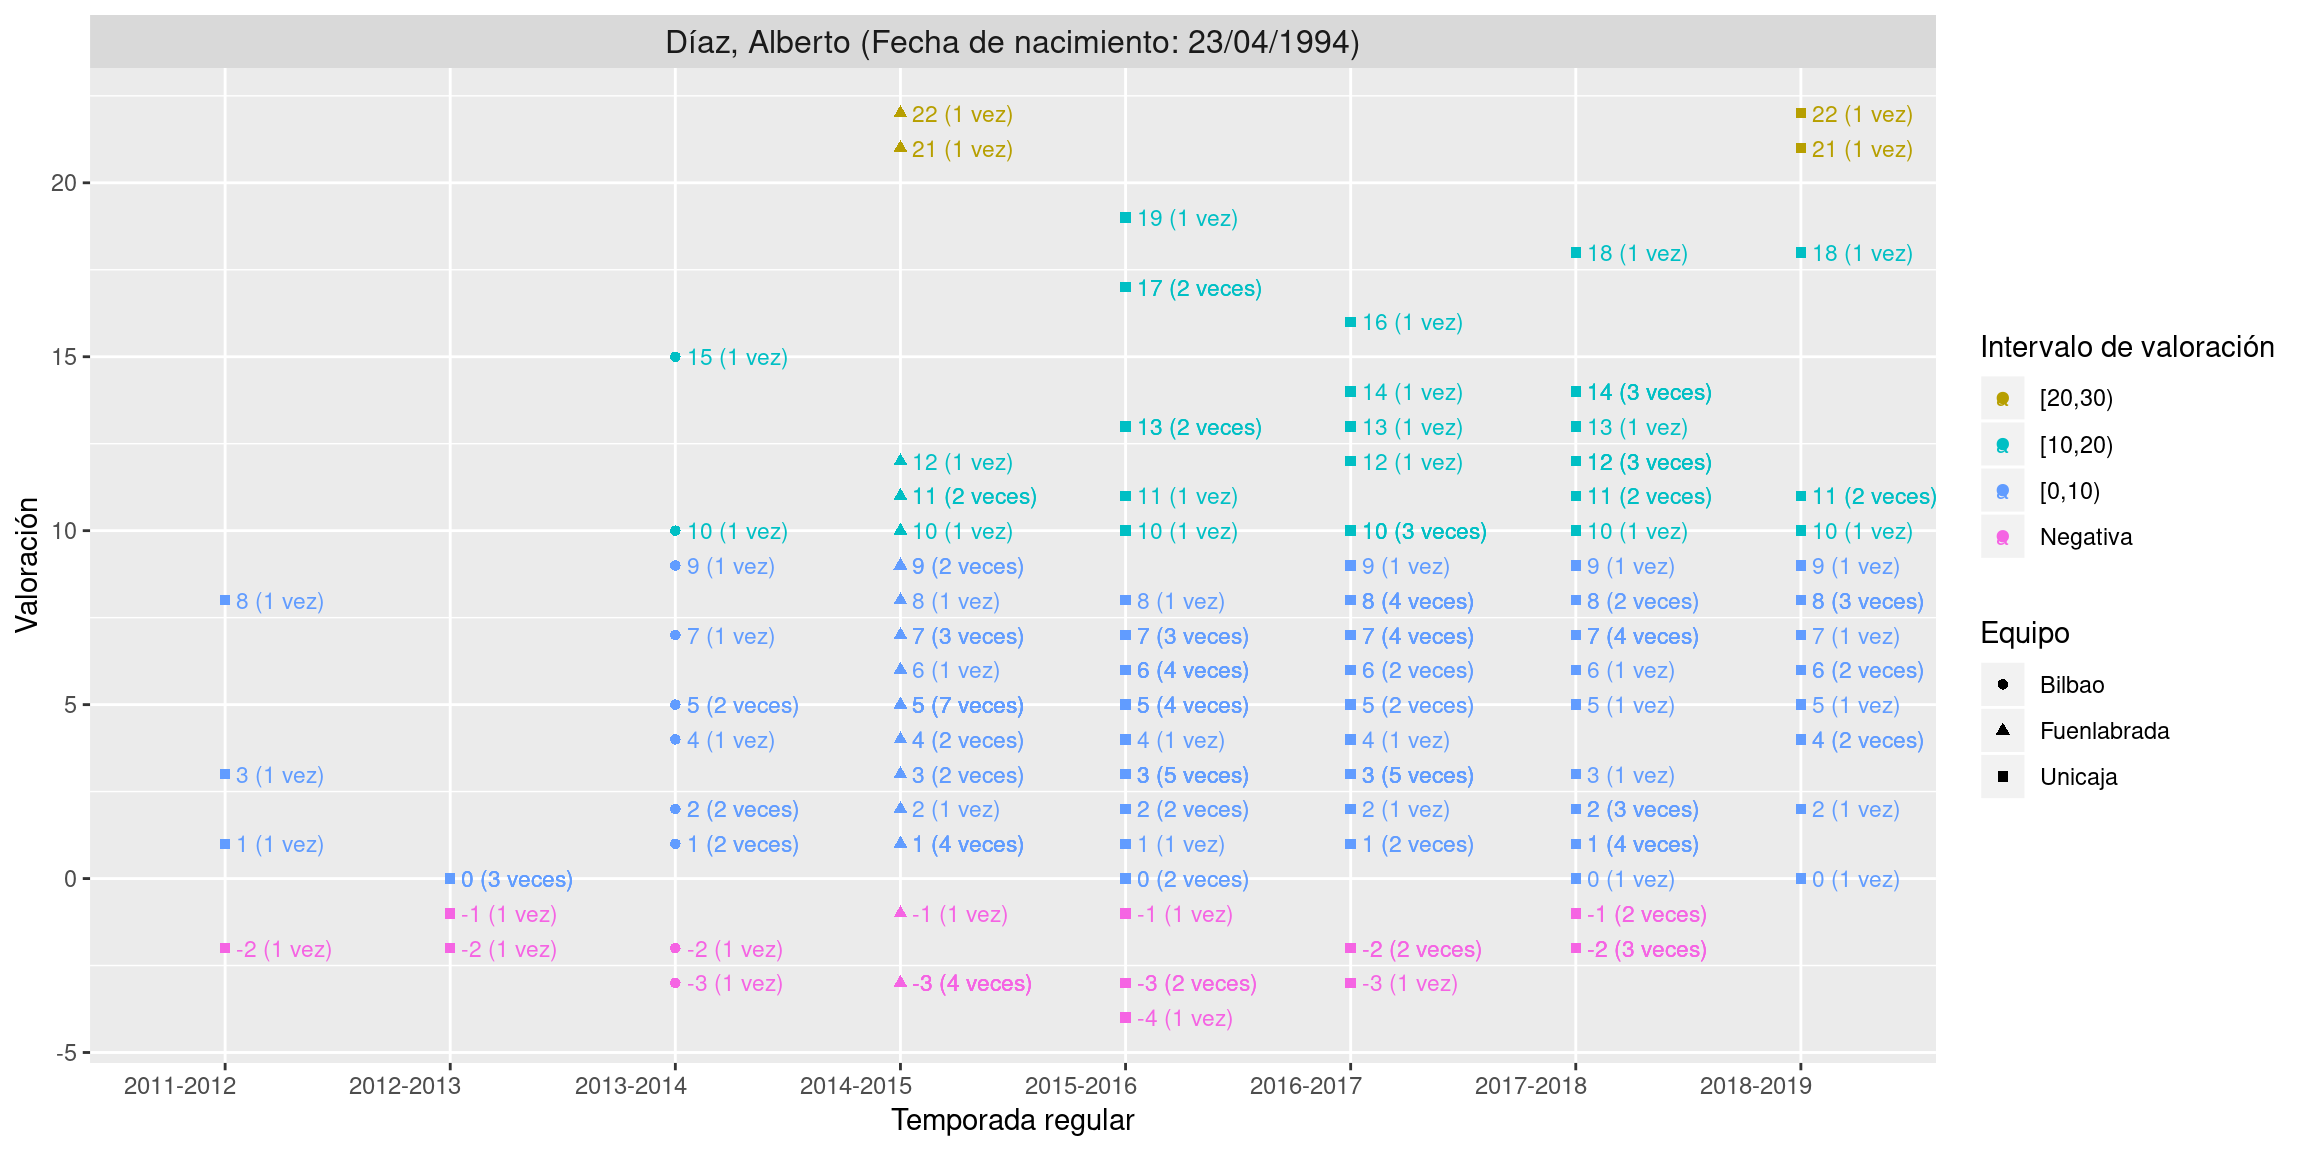 Díaz, Alberto (Fecha de nacimiento: 23/04/1994)
22 (1 vez) 22 (1 vez)
21 (1 vez) 21 (1 vez)
20
19 (1 vez)
18 (1 vez) 18 (1 vez)
17 (2 veces)
16 (1 vez)
15 15 (1 vez)
14 (1 vez) 14 (3 veces)
13 (2 veces) 13 (1 vez) 13 (1 vez)
12 (1 vez) 12 (1 vez) 12 (3 veces)
11 (2 veces) 11 (1 vez) 11 (2 veces) 11 (2 veces)
10 10 (1 vez) 10 (1 vez) 10 (1 vez) 10 (3 veces) 10 (1 vez) 10 (1 vez)
9 (1 vez) 9 (2 veces) 9 (1 vez) 9 (1 vez) 9 (1 vez)
8 (1 vez) 8 (1 vez) 8 (1 vez) 8 (4 veces) 8 (2 veces) 8 (3 veces)
7 (1 vez) 7 (3 veces) 7 (3 veces) 7 (4 veces) 7 (4 veces) 7 (1 vez)
6 (1 vez) 6 (4 veces) 6 (2 veces) 6 (1 vez) 6 (2 veces)
5 5 (2 veces) 5 (7 veces) 5 (4 veces) 5 (2 veces) 5 (1 vez) 5 (1 vez)
4 (1 vez) 4 (2 veces) 4 (1 vez) 4 (1 vez) 4 (2 veces)
3 (1 vez) 3 (2 veces) 3 (5 veces) 3 (5 veces) 3 (1 vez)
2 (2 veces) 2 (1 vez) 2 (2 veces) 2 (1 vez) 2 (3 veces) 2 (1 vez)
1 (1 vez) 1 (2 veces) 1 (4 veces) 1 (1 vez) 1 (2 veces) 1 (4 veces)
0 0 (3 veces) 0 (2 veces) 0 (1 vez) 0 (1 vez)
-1 (1 vez) -1 (1 vez) -1 (1 vez) -1 (2 veces)
-2 (1 vez) -2 (1 vez) -2 (1 vez) -2 (2 veces) -2 (3 veces)
-3 (1 vez) -3 (4 veces) -3 (2 veces) -3 (1 vez)
-4 (1 vez)
-5
2011-2012 2012-2013 2013-2014 2014-2015 2015-2016 2016-2017 2017-2018 2018-2019
Temporada regular
Valoración
Intervalo de valoración
[20,30)
[10,20)
[0,10)
Negativa
Equipo
Bilbao
Fuenlabrada
Unicaja